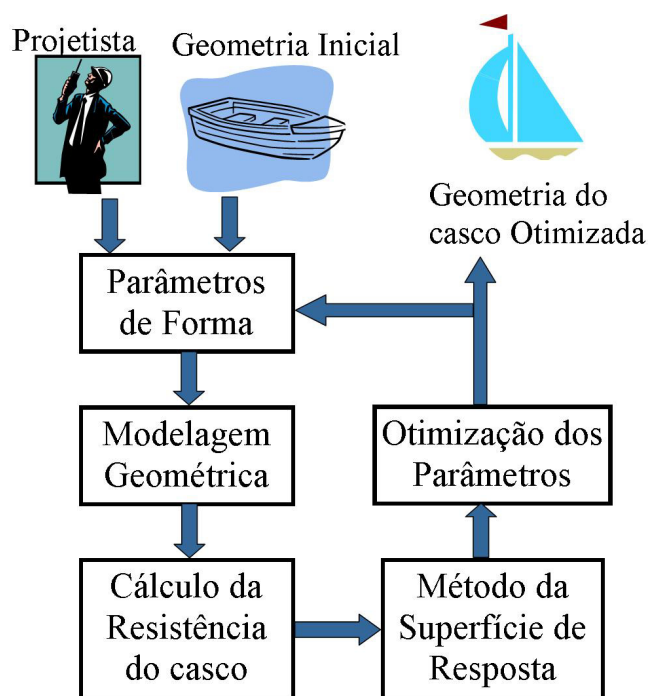 Projetista
Geometria Inicial
Geometria do
casco Otimizada
Parâmetros
de Forma
Modelagem
Geométrica
Otimização dos
Parâmetros
Cálculo da
Resistência
do casco
Método da
Superfície de
Resposta